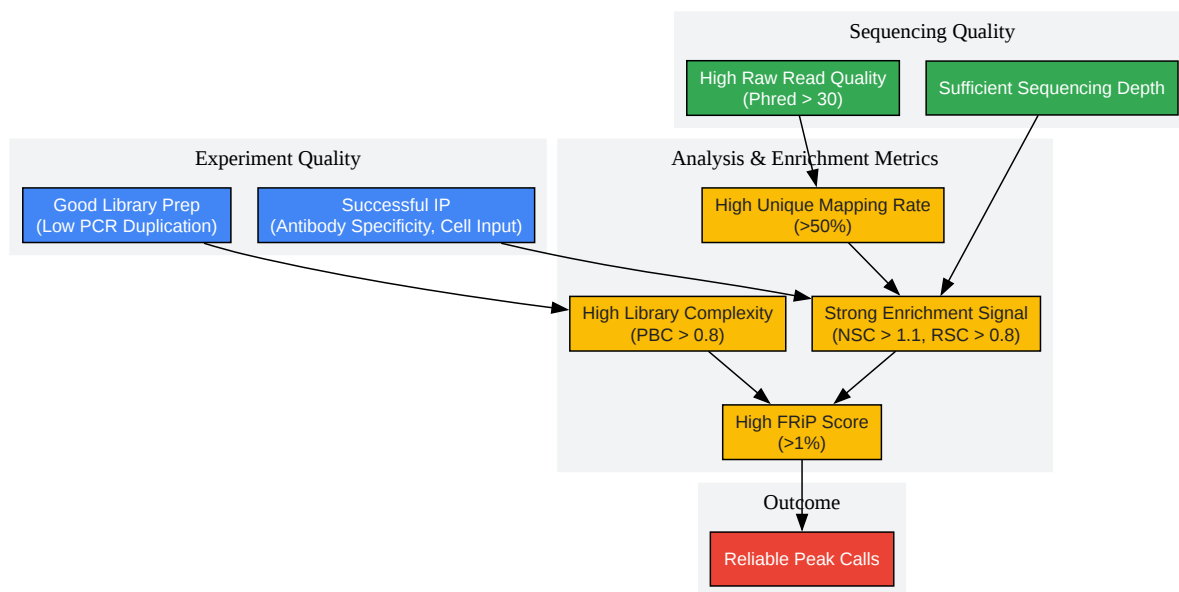 Sequencing Quality
High Raw Read Quality
(Phred > 30)
Sufficient Sequencing Depth
Experiment Quality
Good Library Prep
(Low PCR Duplication)
Successful IP
(Antibody Specificity, Cell Input)
Analysis & Enrichment Metrics
High Unique Mapping Rate
(>50%)
High Library Complexity
(PBC > 0.8)
Strong Enrichment Signal
(NSC > 1.1, RSC > 0.8)
High FRiP Score
(>1%)
Outcome
Reliable Peak Calls